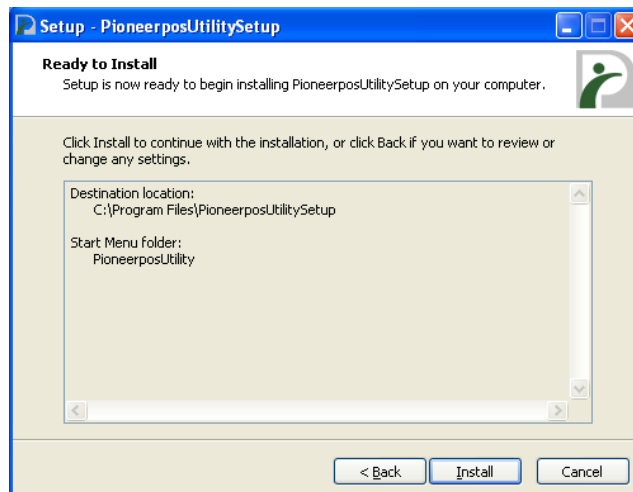 Setup - PioneerposUtilitySetup
Ready to Install
Setup is now ready to begin installing PioneerposUtilitySetup on your computer.
Click Install to continue with the installation, or click Back if you want to review or
change any settings.
Destination location:
C:\Program Files\PioneerposUtilitySetup
Start Menu folder:
PioneerposUtility
< Back
Install
Cancel